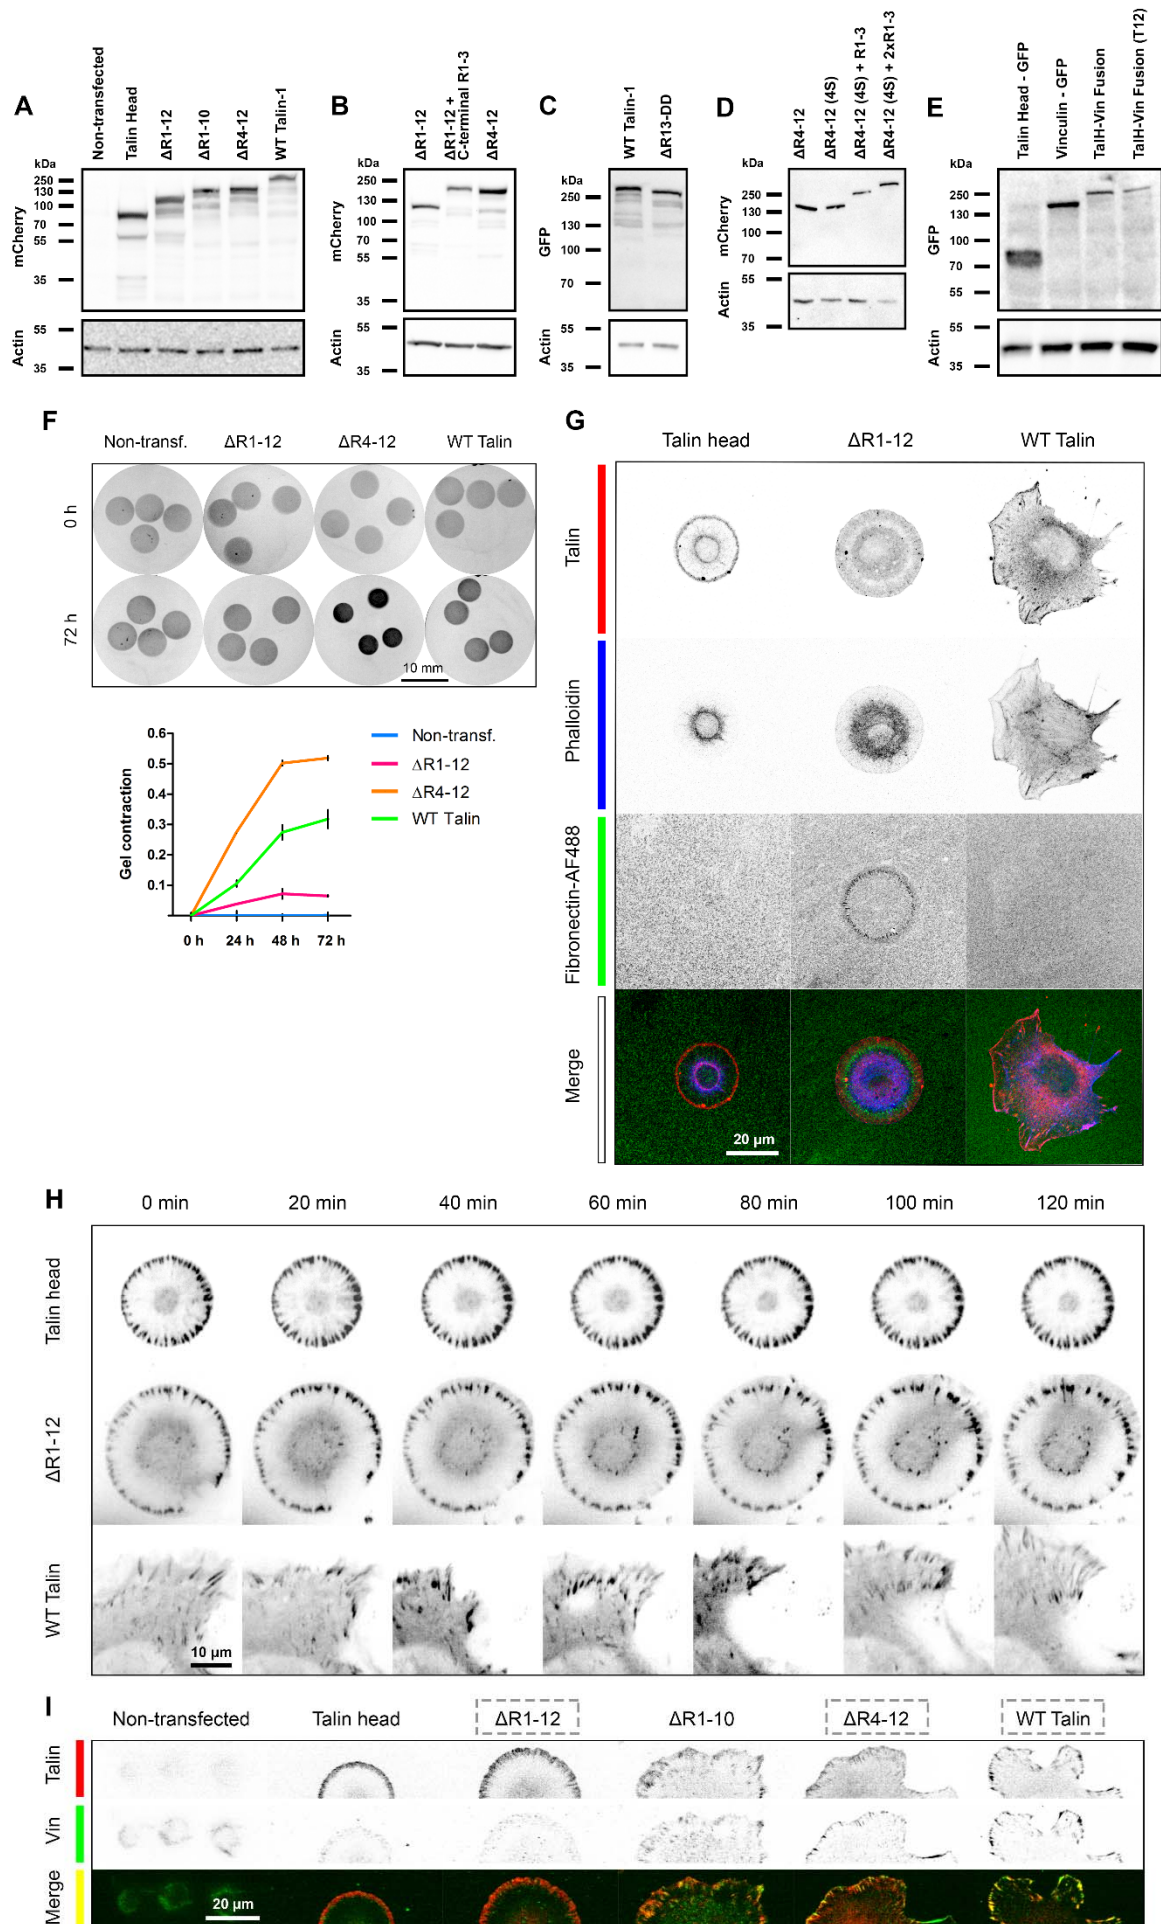 A
Non-transfected
Talin Head
ΔR1-12
ΔR1-10
ΔR4-12
WT Talin-1
kDa
250
130
100
70
55
35
mCherry
55
35
Actin
B
ΔR1-12
ΔR1-12 +
C-terminal R1-3
ΔR4-12
kDa
250
130
100
70
55
35
mCherry
55
35
Actin
C
WT Talin-1
ΔR13-DD
kDa
250
130
100
70
GFP
55
35
Actin
D
ΔR4-12
ΔR4-12 (4S)
ΔR4-12 (4S) + R1-3
ΔR4-12 (4S) + 2xR1-3
kDa
250
130
100
70
mCherry
55
35
Actin
E
Talin Head - GFP
Vinculin - GFP
TalH-Vin Fusion
TalH-Vin Fusion (T12)
kDa
250
130
100
70
55
GFP
55
35
Actin
F
Non-transf.
ΔR1-12
ΔR4-12
WT Talin
0 h
72 h
10 mm
Gel contraction
0.6
0.5
0.4
0.3
0.2
0.1
0 h
24 h
48 h
72 h
Non-transf.
ΔR1-12
ΔR4-12
WT Talin
G
Talin head
ΔR1-12
WT Talin
Talin
Phalloidin
Fibronectin-AF488
Merge
20 µm
H
0 min
20 min
40 min
60 min
80 min
100 min
120 min
Talin head
ΔR1-12
WT Talin
10 µm
I
Non-transfected
Talin head
ΔR1-12
ΔR1-10
ΔR4-12
WT Talin
Talin
Vin
Merge
20 µm